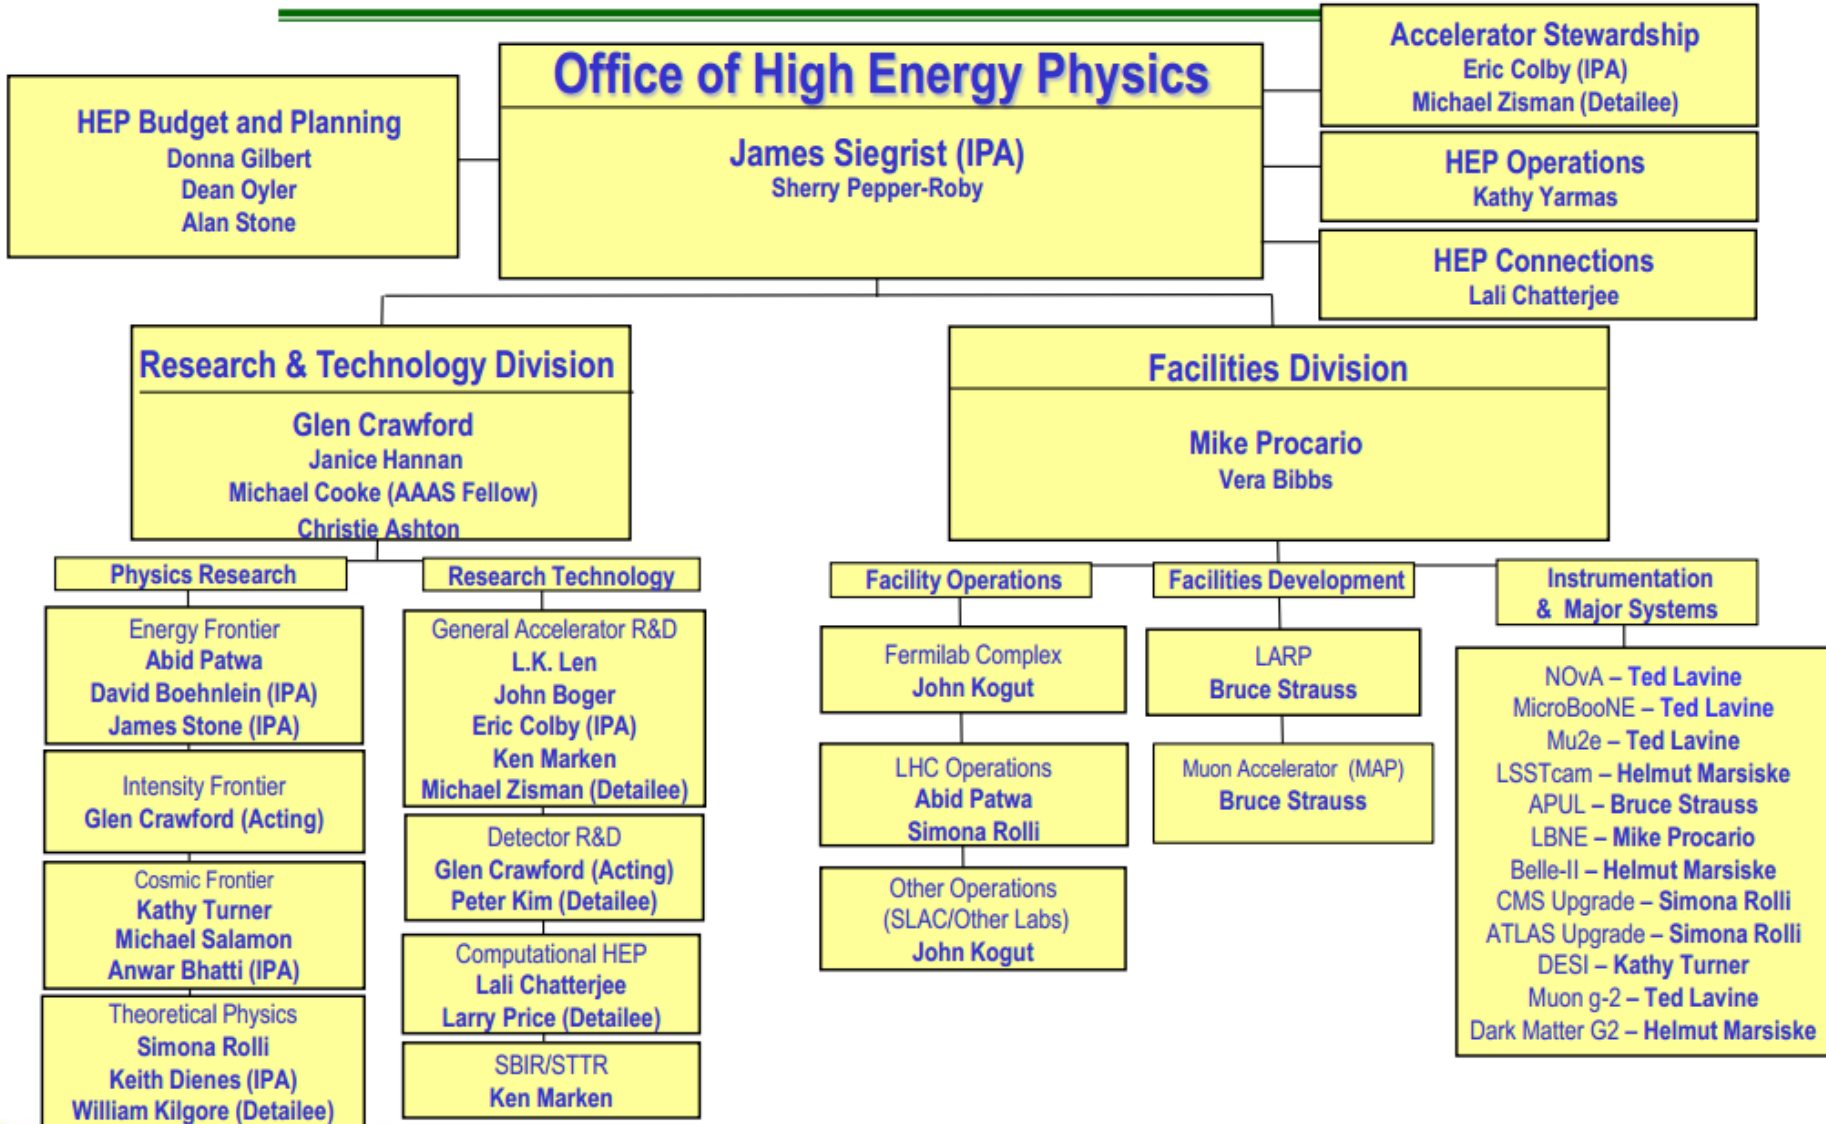 Office of High Energy Physics
James Siegrist (IPA)
Sherry Pepper-Roby
HEP Budget and Planning
Donna Gilbert
Dean Oyler
Alan Stone
Accelerator Stewardship
Eric Colby (IPA)
Michael Zisman (Detailee)
HEP Operations
Kathy Yarmas
HEP Connections
Lali Chatterjee
Research & Technology Division
Glen Crawford
Janice Hannan
Michael Cooke (AAAS Fellow)
Christie Ashton
Physics Research
Energy Frontier
Abid Patwa
David Boehnlein (IPA)
James Stone (IPA)
Intensity Frontier
Glen Crawford (Acting)
Cosmic Frontier
Kathy Turner
Michael Salamon
Anwar Bhatti (IPA)
Theoretical Physics
Simona Rolli
Keith Dienes (IPA)
William Kilgore (Detailee)
Research Technology
General Accelerator R&D
L.K. Len
John Boger
Eric Colby (IPA)
Ken Marken
Michael Zisman (Detailee)
Detector R&D
Glen Crawford (Acting)
Peter Kim (Detailee)
Computational HEP
Lali Chatterjee
Larry Price (Detailee)
SBIR/STTR
Ken Marken
Facilities Division
Mike Procario
Vera Bibbs
Facility Operations
Fermilab Complex
John Kogut
LHC Operations
Abid Patwa
Simona Rolli
Other Operations
(SLAC/Other Labs)
John Kogut
Facilities Development
LARP
Bruce Strauss
Muon Accelerator (MAP)
Bruce Strauss
Instrumentation
& Major Systems
NOvA – Ted Lavine
MicroBooNE – Ted Lavine
Mu2e – Ted Lavine
LSSTcam – Helmut Marsiske
APUL – Bruce Strauss
LBNE – Mike Procario
Belle-II – Helmut Marsiske
CMS Upgrade – Simona Rolli
ATLAS Upgrade – Simona Rolli
DESI – Kathy Turner
Muon g-2 – Ted Lavine
Dark Matter G2 – Helmut Marsiske